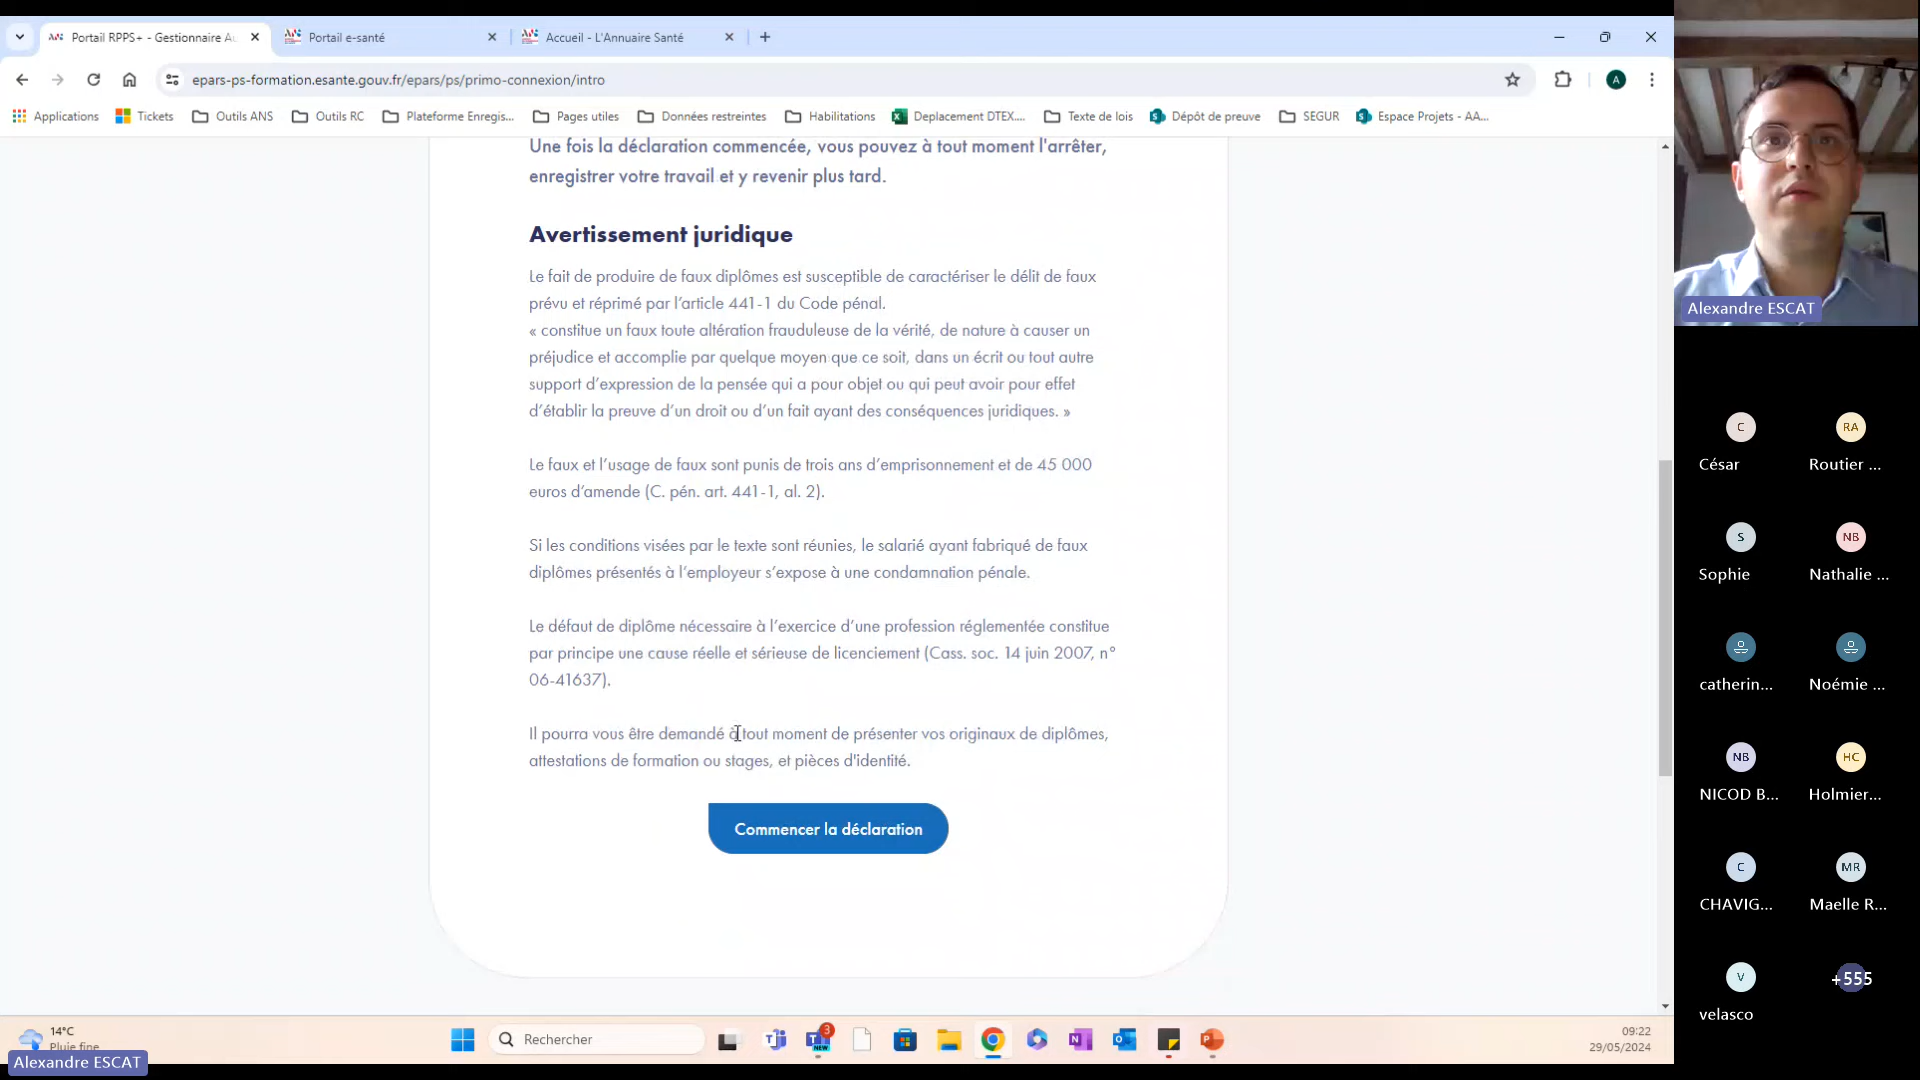 Portail RPPS+ - Gestionnaire Au
Portail e-santé
Accueil - L'Annuaire Santé
epars-ps-formation.esante.gouv.fr/epars/ps/primo-connexion/intro
A
Applications
Tickets
Outils ANS
Outils RC
Plateforme Enregis...
Pages utiles
Données restreintes
Habilitations
Deplacement DTEX....
Texte de lois
Dépôt de preuve
SEGUR
Espace Projets - AA...
Une fois la déclaration commencée, vous pouvez à tout moment l'arrêter,
enregistrer votre travail et y revenir plus tard.
Avertissement juridique
Le fait de produire de faux diplômes est susceptible de caractériser le délit de faux
prévu et réprimé par l’article 441-1 du Code pénal.
« constitue un faux toute altération frauduleuse de la vérité, de nature à causer un
préjudice et accomplie par quelque moyen que ce soit, dans un écrit ou tout autre
support d’expression de la pensée qui a pour objet ou qui peut avoir pour effet
d’établir la preuve d’un droit ou d’un fait ayant des conséquences juridiques. »
Le faux et l’usage de faux sont punis de trois ans d’emprisonnement et de 45 000
euros d’amende (C. pén. art. 441-1, al. 2).
Si les conditions visées par le texte sont réunies, le salarié ayant fabriqué de faux
diplômes présentés à l’employeur s’expose à une condamnation pénale.
Le défaut de diplôme nécessaire à l’exercice d’une profession réglementée constitue
par principe une cause réelle et sérieuse de licenciement (Cass. soc. 14 juin 2007, n°
06-41637).
Il pourra vous être demandé à tout moment de présenter vos originaux de diplômes,
attestations de formation ou stages, et pièces d'identité.
Commencer la déclaration
Alexandre ESCAT
C
César
RA
Routier ...
S
Sophie
NB
Nathalie ...
catherin...
Noémie ...
NB
NICOD B...
HC
Holmier...
C
CHAVIG...
MR
Maelle R...
V
velasco
+555
14°C
Pluie fine
Alexandre ESCAT
Rechercher
3
NEW
09:22
29/05/2024